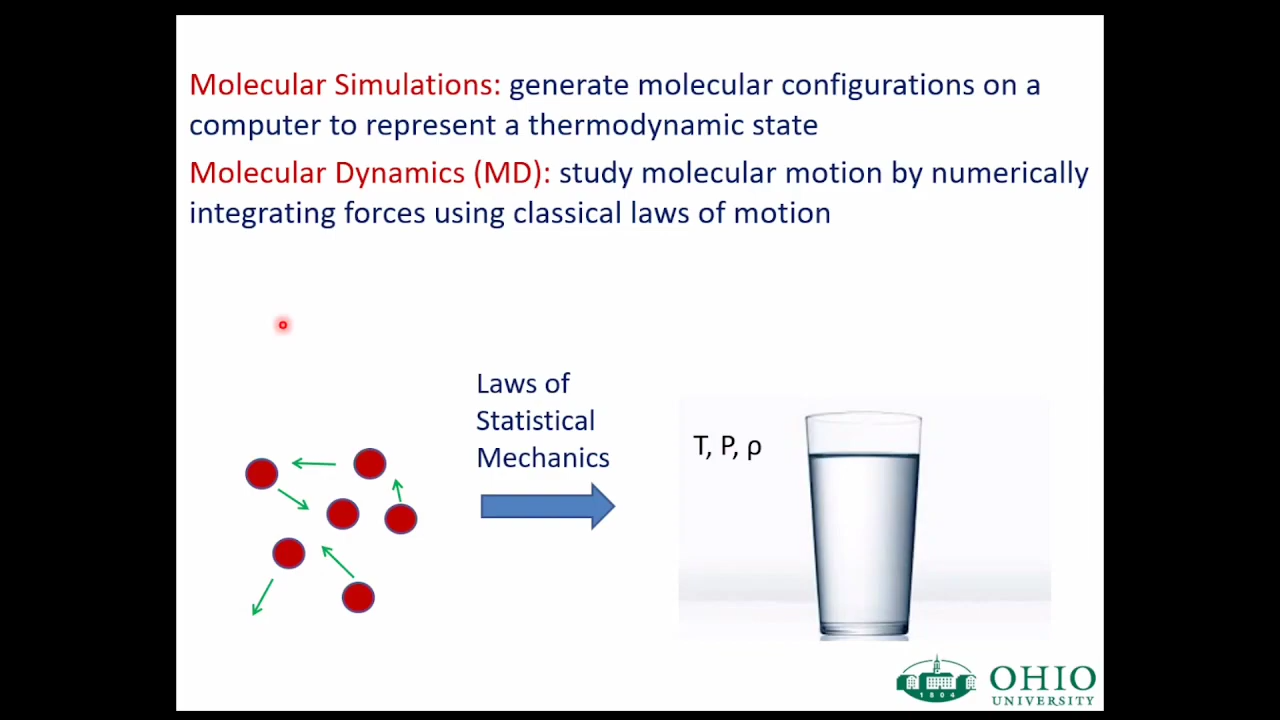 Molecular Simulations: generate molecular configurations on a
computer to represent a thermodynamic state
Molecular Dynamics (MD): study molecular motion by numerically
integrating forces using classical laws of motion
Laws of
Statistical
Mechanics
T, P, ρ
1804
OHIO
UNIVERSITY